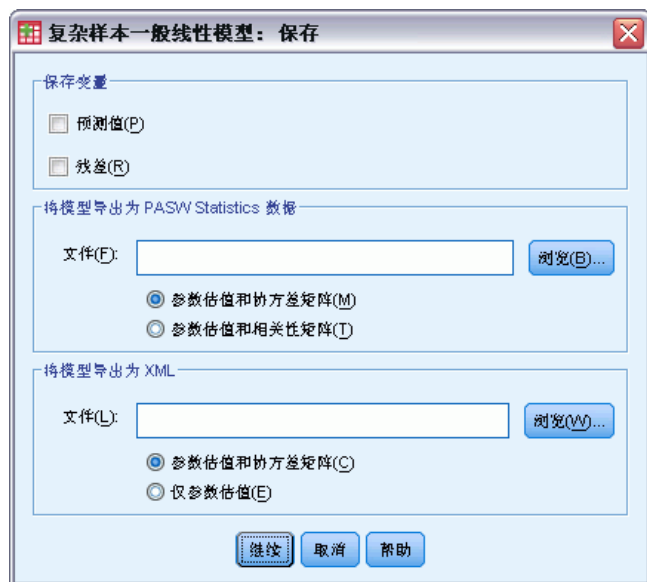 复杂样本一般线性模型：保存
保存变量
预测值(P)
残差(R)
将模型导出为 PASW Statistics 数据
文件(F):
浏览(B)...
参数估值和协方差矩阵(M)
参数估值和相关性矩阵(T)
将模型导出为 XML
文件(L):
浏览(W)...
参数估值和协方差矩阵(C)
仅参数估值(E)
继续 取消 帮助